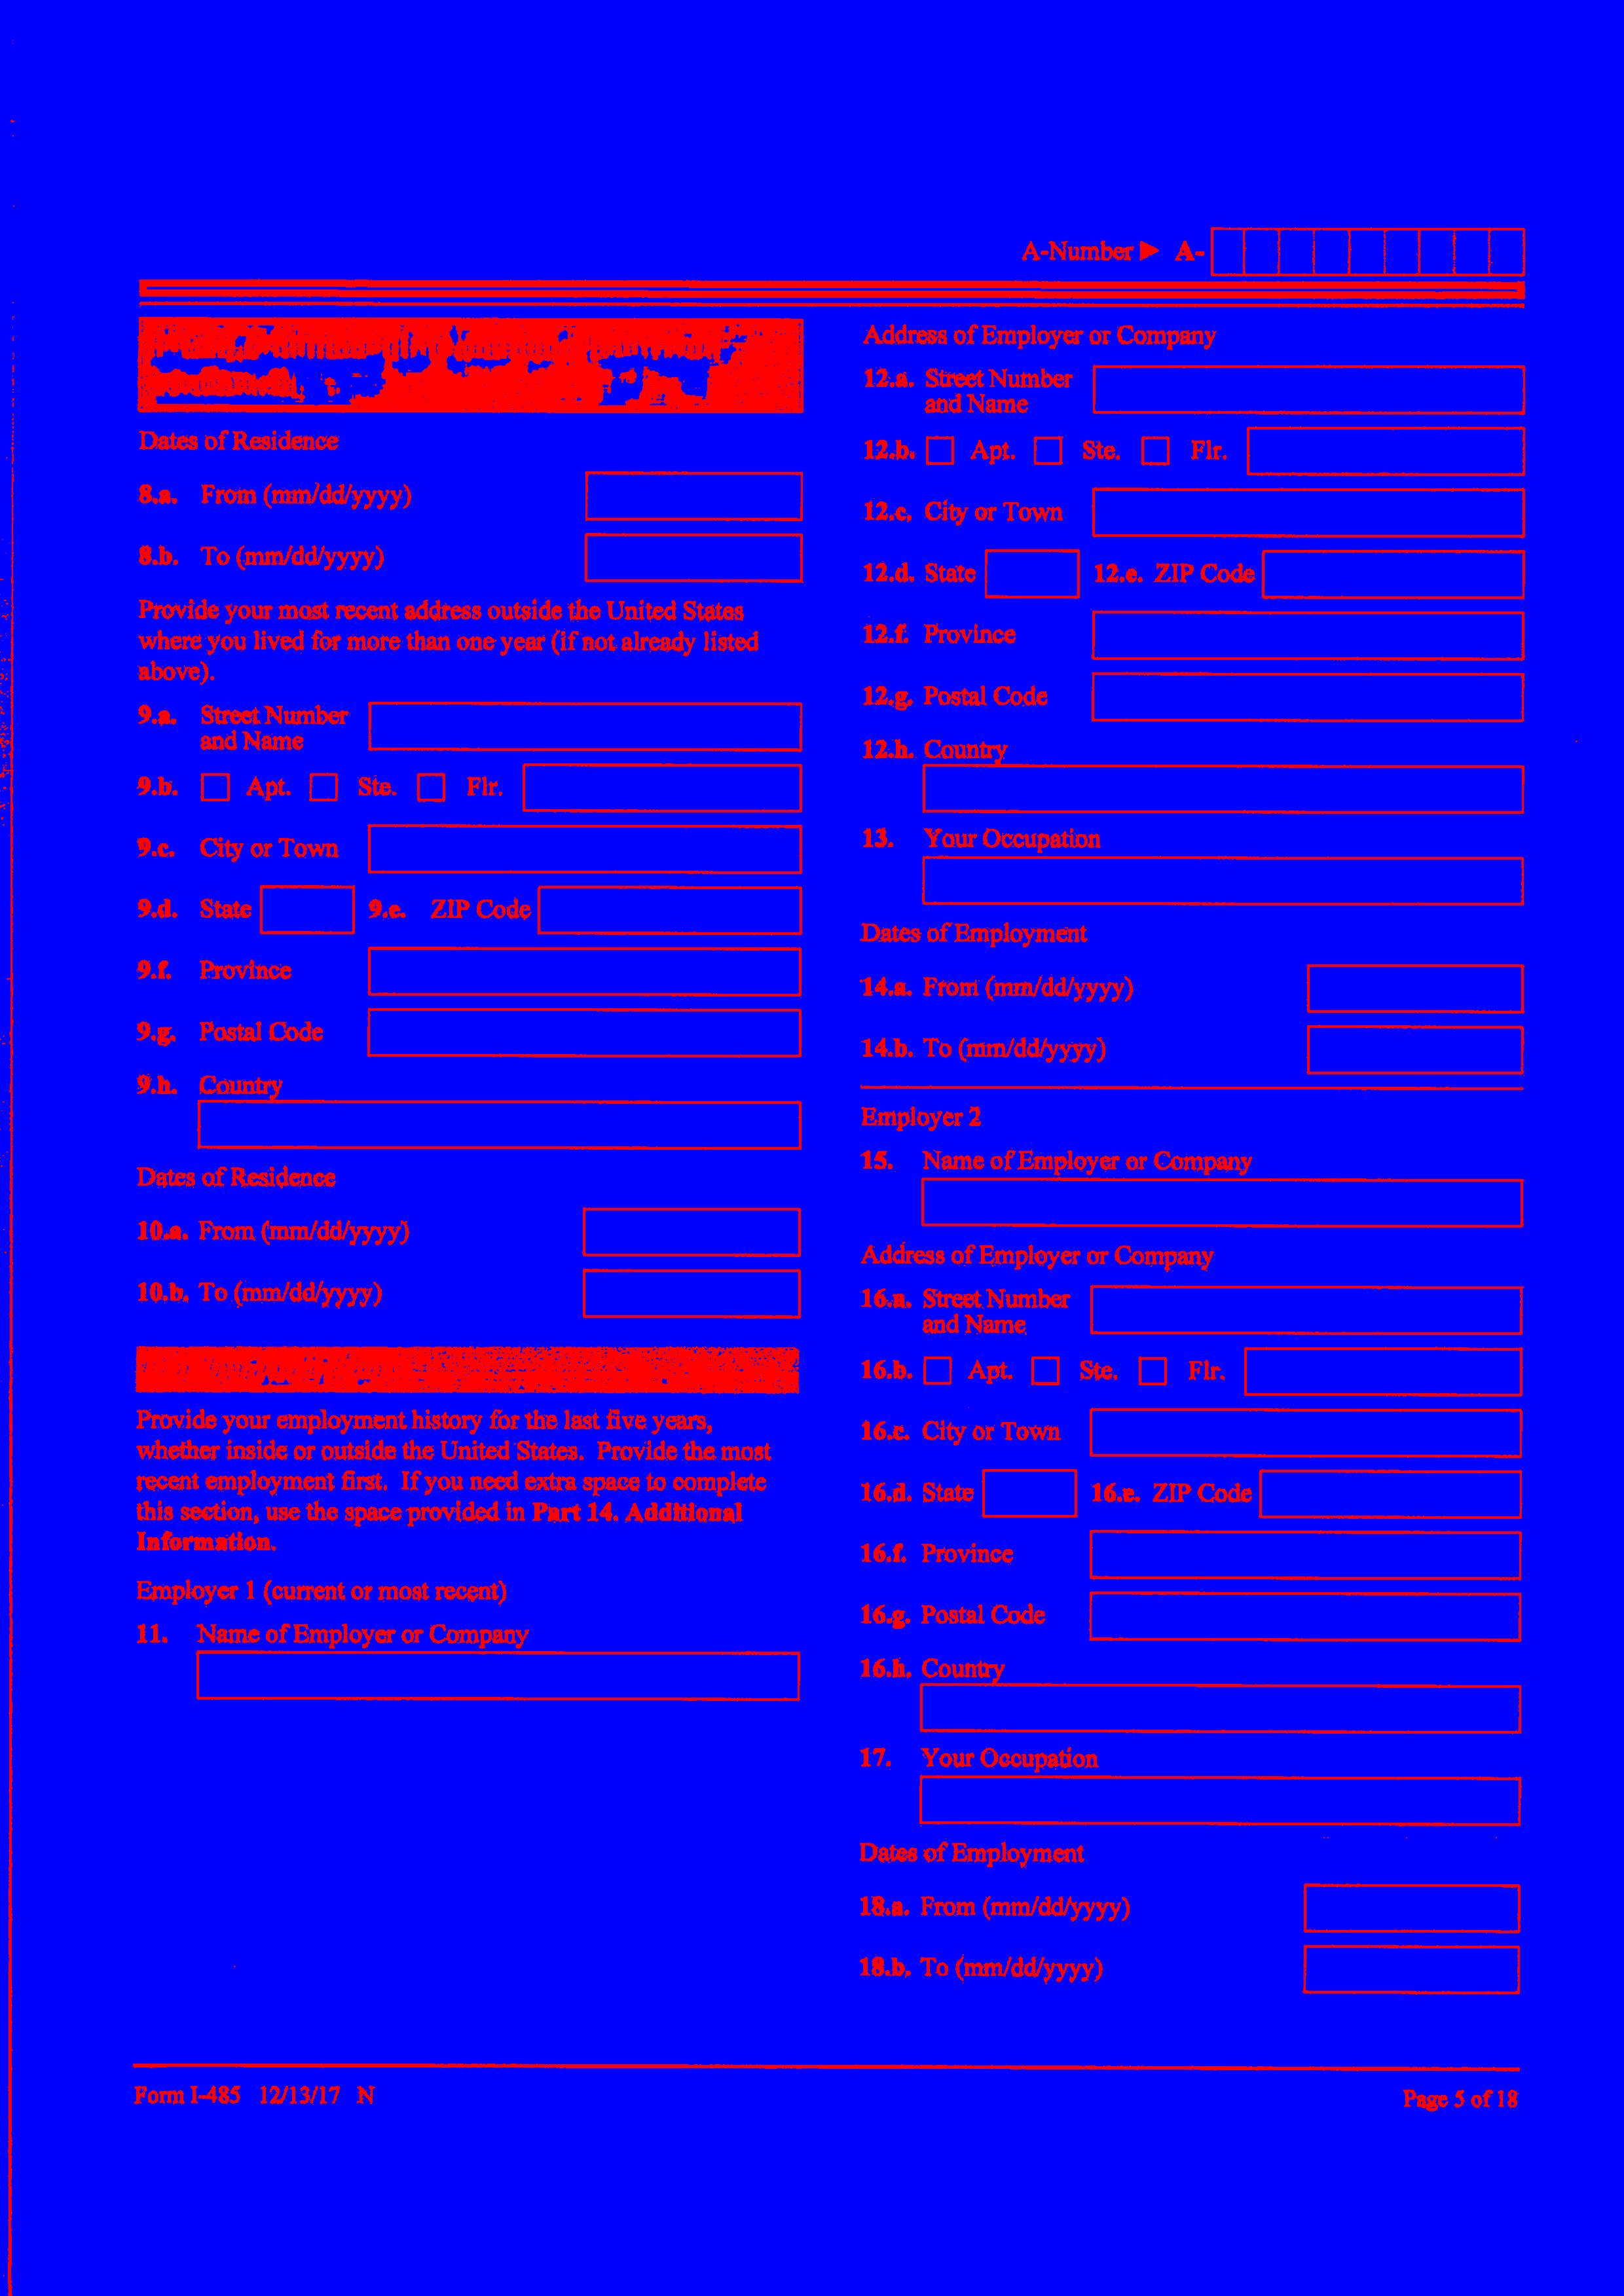 A-Number ► A-
Dates of Residence
8.a. From (mm/dd/yyyy)
8.b. To (mm/dd/yyyy)
Provide your most recent address outside the United States
where you lived for more than one year (if not already listed
above).
9.a. Street Number
and Name
9.b. Apt. Ste. Flr.
9.c. City or Town
9.d. State 9.e. ZIP Code
9.f. Province
9.g. Postal Code
9.h. Country
Dates of Residence
10.a. From (mm/dd/yyyy)
10.b. To (mm/dd/yyyy)
Provide your employment history for the last five years,
whether inside or outside the United States. Provide the most
recent employment first. If you need extra space to complete
this section, use the space provided in Part 14. Additional
Information.
Employer 1 (current or most recent)
11. Name of Employer or Company
Address of Employer or Company
12.a. Street Number
and Name
12.b. Apt. Ste. Flr.
12.c. City or Town
12.d. State 12.e. ZIP Code
12.f. Province
12.g. Postal Code
12.h. Country
13. Your Occupation
Dates of Employment
14.a. From (mm/dd/yyyy)
14.b. To (mm/dd/yyyy)
Employer 2
15. Name of Employer or Company
Address of Employer or Company
16.a. Street Number
and Name
16.b. Apt. Ste. Flr.
16.c. City or Town
16.d. State 16.e. ZIP Code
16.f. Province
16.g. Postal Code
16.h. Country
17. Your Occupation
Dates of Employment
18.a. From (mm/dd/yyyy)
18.b. To (mm/dd/yyyy)
Form I-485 12/13/17 N
Page 5 of 18